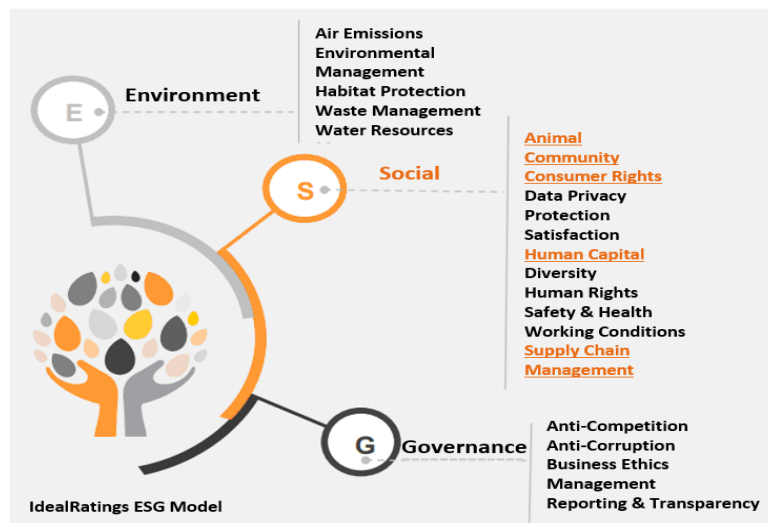 Air Emissions
Environmental
Management
Habitat Protection
Waste Management
Water Resources
E
Environment
Animal
Community
Consumer Rights
Data Privacy
Protection
Satisfaction
Human Capital
Diversity
Human Rights
Safety & Health
Working Conditions
Supply Chain
Management
S
Social
G
Governance
Anti-Competition
Anti-Corruption
Business Ethics
Management
Reporting & Transparency
IdealRatings ESG Model